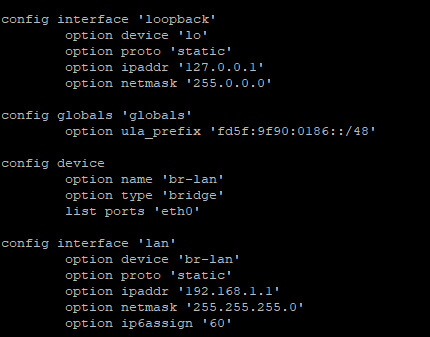 config interface 'loopback'
        option device 'lo'
        option proto 'static'
        option ipaddr '127.0.0.1'
        option netmask '255.0.0.0'

config globals 'globals'
        option ula_prefix 'fd5f:9f90:0186::/48'

config device
        option name 'br-lan'
        option type 'bridge'
        list ports 'eth0'

config interface 'lan'
        option device 'br-lan'
        option proto 'static'
        option ipaddr '192.168.1.1'
        option netmask '255.255.255.0'
        option ip6assign '60'